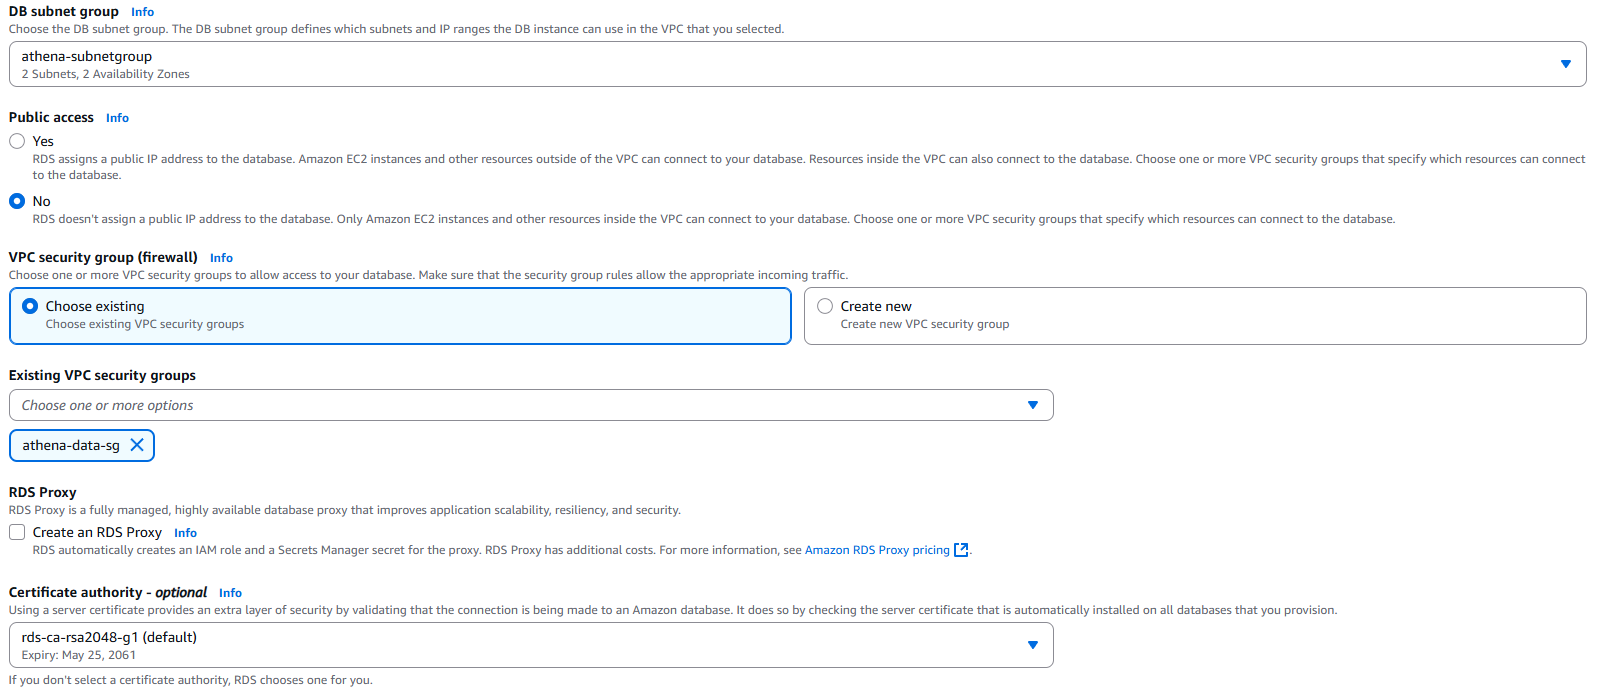 DB subnet group Info
Choose the DB subnet group. The DB subnet group defines which subnets and IP ranges the DB instance can use in the VPC that you selected.
athena-subnetgroup
2 Subnets, 2 Availability Zones
Public access Info
Yes
RDS assigns a public IP address to the database. Amazon EC2 instances and other resources outside of the VPC can connect to your database. Resources inside the VPC can also connect to the database. Choose one or more VPC security groups that specify which resources can connect
to the database.
No
RDS doesn't assign a public IP address to the database. Only Amazon EC2 instances and other resources inside the VPC can connect to your database. Choose one or more VPC security groups that specify which resources can connect to the database.
VPC security group (firewall) Info
Choose one or more VPC security groups to allow access to your database. Make sure that the security group rules allow the appropriate incoming traffic.
Choose existing
Choose existing VPC security groups
Create new
Create new VPC security group
Existing VPC security groups
Choose one or more options
athena-data-sg
RDS Proxy
RDS Proxy is a fully managed, highly available database proxy that improves application scalability, resiliency, and security.
Create an RDS Proxy Info
RDS automatically creates an IAM role and a Secrets Manager secret for the proxy. RDS Proxy has additional costs. For more information, see Amazon RDS Proxy pricing.
Certificate authority - optional Info
Using a server certificate provides an extra layer of security by validating that the connection is being made to an Amazon database. It does so by checking the server certificate that is automatically installed on all databases that you provision.
rds-ca-rsa2048-g1 (default)
Expiry: May 25, 2061
If you don't select a certificate authority, RDS chooses one for you.